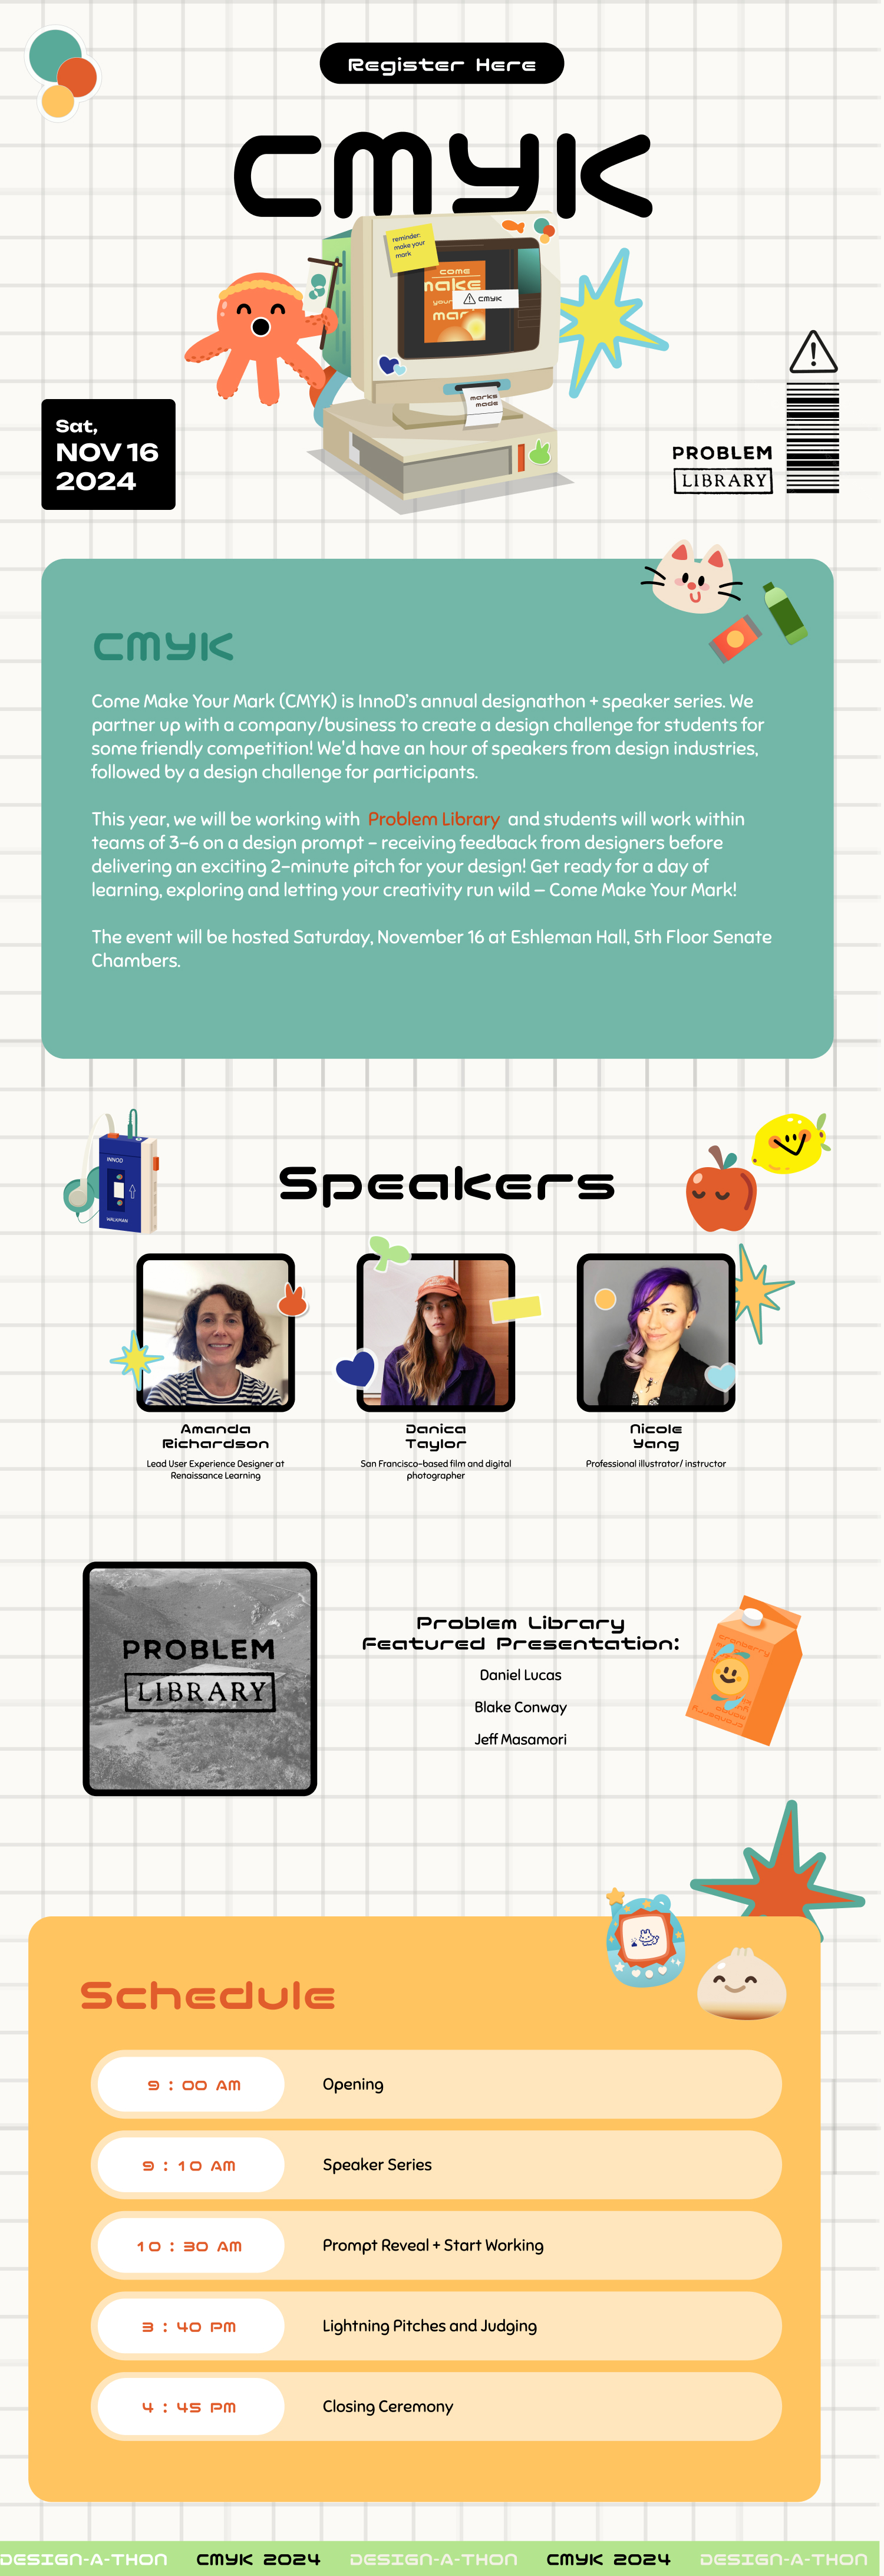 Register Here
CMYK
reminder:
make your
mark
COME
make
your
mark
CMYK
marks
made
Sat,
NOV 16
2024
PROBLEM
LIBRARY
CMYK
Come Make Your Mark (CMYK) is InnoD's annual designathon + speaker series. We
partner up with a company/business to create a design challenge for students for
some friendly competition! We'd have an hour of speakers from design industries,
followed by a design challenge for participants.
This year, we will be working with Problem Library and students will work within
teams of 3-6 on a design prompt - receiving feedback from designers before
delivering an exciting 2-minute pitch for your design! Get ready for a day of
learning, exploring and letting your creativity run wild – Come Make Your Mark!
The event will be hosted Saturday, November 16 at Eshleman Hall, 5th Floor Senate
Chambers.
INNOD
WALKMAN
Speakers
Amanda
Richardson
Lead User Experience Designer at
Renaissance Learning
Danica
Taylor
San Francisco-based film and digital
photographer
Nicole
Yang
Professional illustrator/ instructor
PROBLEM
LIBRARY
Problem Library
Featured Presentation:
Daniel Lucas
Blake Conway
Jeff Masamori
Schedule
9 : 00 AM
Opening
9 : 10 AM
Speaker Series
10 : 30 AM
Prompt Reveal + Start Working
3 : 40 PM
Lightning Pitches and Judging
4 : 45 PM
Closing Ceremony
DESIGN-A-THON CMYK 2024 DESIGN-A-THON CMYK 2024 DESIGN-A-THON